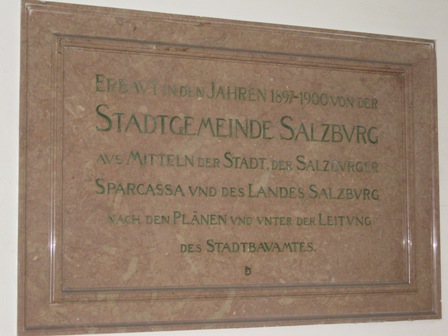 ERBAVT IN DEN JAHREN 1897-1900 VON DER
STADTGEMEINDE SALZBVRG
AVS MITTELN DER STADT, DER SALZBVRGER
SPARCASSA VND DES LANDES SALZBVRG
NACH DEN PLÄNEN VND VNTER DER LEITVNG
DES STADTBAVAMTES.